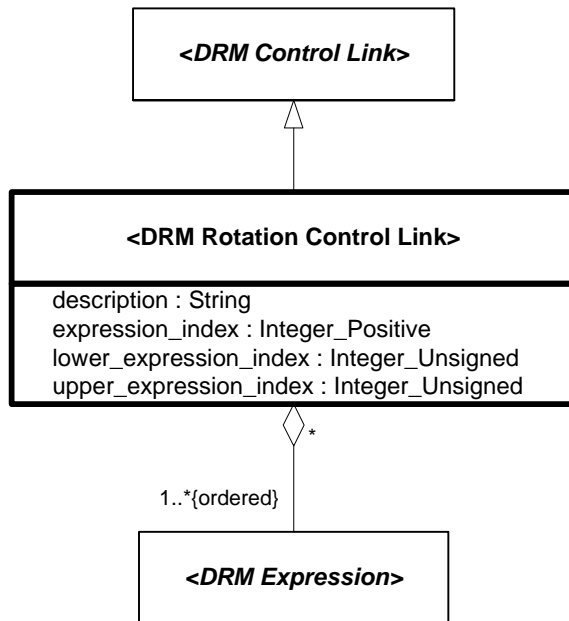 <DRM Control Link>
<DRM Rotation Control Link>
description : String
expression_index : Integer_Positive
lower_expression_index : Integer_Unsigned
upper_expression_index : Integer_Unsigned
*
1..*{ordered}
<DRM Expression>